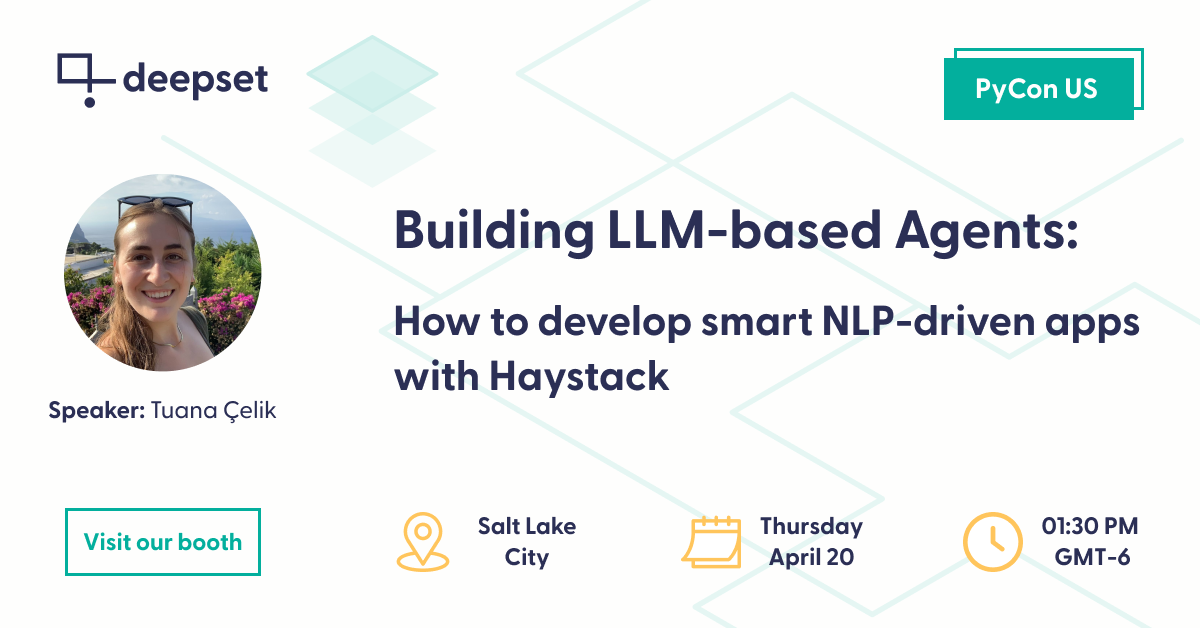 deepset
PyCon US
Building LLM-based Agents:
How to develop smart NLP-driven apps
with Haystack
Speaker: Tuana Çelik
Visit our booth
Salt Lake
City
Thursday
April 20
01:30 PM
GMT-6